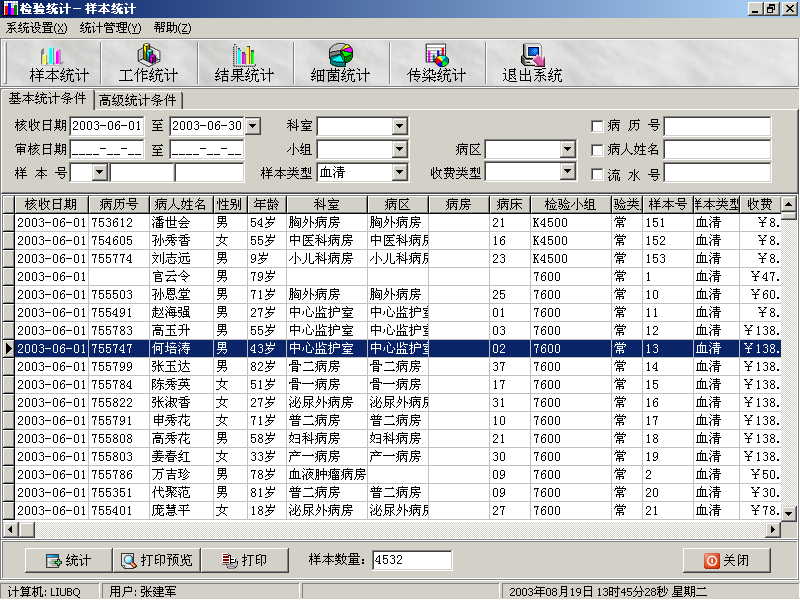 检验统计－样本统计
系统设置(X) 统计管理(Y) 帮助(Z)
样本统计 工作统计 结果统计 细菌统计 传染统计 退出系统
基本统计条件 高级统计条件
核收日期 2003-06-01 至 2003-06-30 科室 病 历 号
审核日期 ____-__-__ 至 ____-__-__ 小组 病区 病人姓名
样 本 号 样本类型 血清 收费类型 流 水 号
核收日期 病历号 病人姓名 性别 年龄 科室 病区 病房 病床 检验小组 验类 样本号 样本类型 收费
2003-06-01 753612 潘世会 男 54岁 胸外病房 胸外病房 21 K4500 常 151 血清 ￥8.
2003-06-01 754605 孙秀香 女 55岁 中医科病房 中医科病房 16 K4500 常 152 血清 ￥8.
2003-06-01 755774 刘志远 男 9岁 小儿科病房 小儿科病房 23 K4500 常 153 血清 ￥8.
2003-06-01 官云令 男 79岁 7600 常 1 血清 ￥47.
2003-06-01 755503 孙恩堂 男 71岁 胸外病房 胸外病房 25 7600 常 10 血清 ￥60.
2003-06-01 755491 赵海强 男 27岁 中心监护室 中心监护室 01 7600 常 11 血清 ￥8.
2003-06-01 755783 高玉升 男 55岁 中心监护室 中心监护室 03 7600 常 12 血清 ￥138.
2003-06-01 755747 何培涛 男 43岁 中心监护室 中心监护室 02 7600 常 13 血清 ￥138.
2003-06-01 755799 张玉达 男 82岁 骨二病房 骨二病房 37 7600 常 14 血清 ￥138.
2003-06-01 755784 陈秀英 女 51岁 骨一病房 骨一病房 17 7600 常 15 血清 ￥138.
2003-06-01 755822 张淑香 女 27岁 泌尿外病房 泌尿外病房 31 7600 常 16 血清 ￥138.
2003-06-01 755791 申秀花 女 71岁 普二病房 普二病房 10 7600 常 17 血清 ￥138.
2003-06-01 755808 高秀花 男 58岁 妇科病房 妇科病房 21 7600 常 18 血清 ￥138.
2003-06-01 755803 姜春红 女 33岁 产一病房 产一病房 30 7600 常 19 血清 ￥138.
2003-06-01 755786 万吉珍 男 78岁 血液肿瘤病房 09 7600 常 2 血清 ￥50.
2003-06-01 755351 代聚范 男 81岁 普二病房 普二病房 09 7600 常 20 血清 ￥30.
2003-06-01 755401 庞慧平 女 18岁 泌尿外病房 泌尿外病房 27 7600 常 21 血清 ￥78.
统计 打印预览 打印 样本数量: 4532 关闭
计算机: LIUBQ 用户: 张建军 2003年08月19日 13时45分28秒 星期二